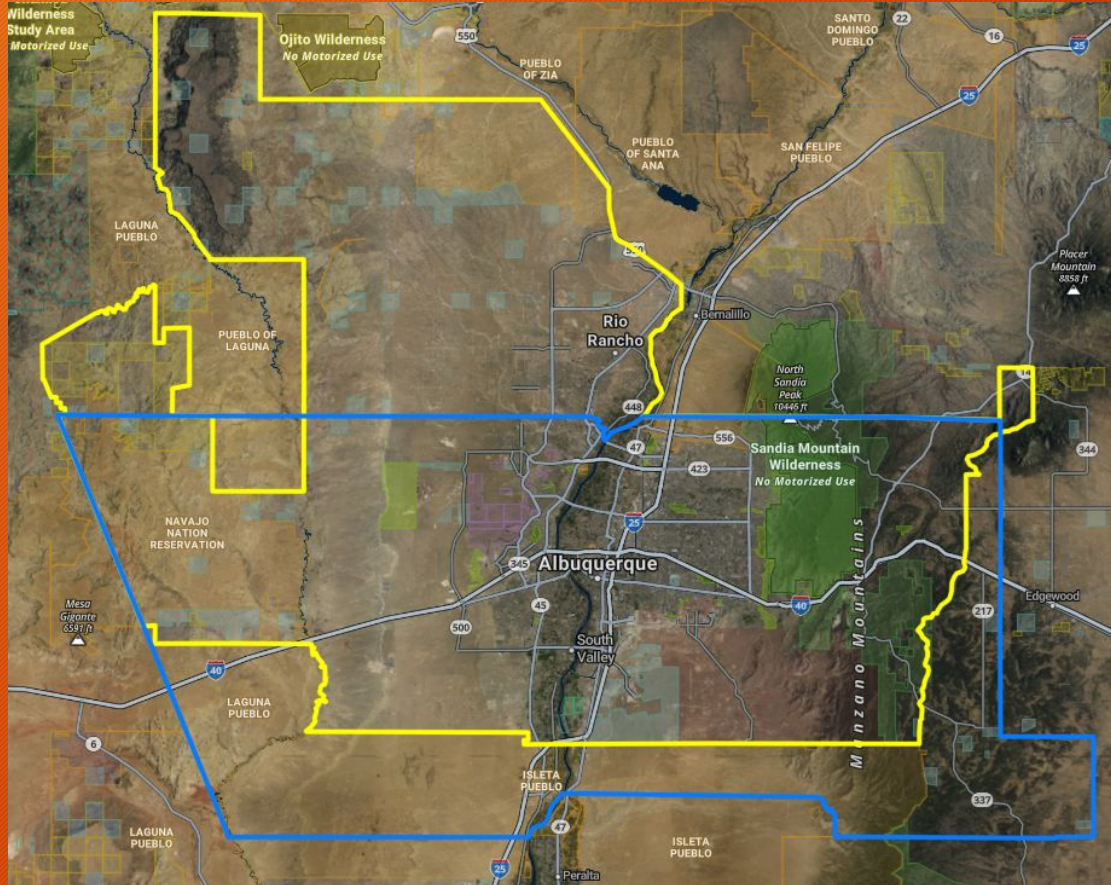 Wilderness
Study Area
Motorized Use
Ojito Wilderness
No Motorized Use
550
PUEBLO
OF ZIA
SANTO
DOMINGO
PUEBLO
22
16
25
25
PUEBLO
OF SANTA
ANA
SAN FELIPE
PUEBLO
LAGUNA
PUEBLO
Placer
Mountain
8858 ft
Bernalillo
Rio
Rancho
PUEBLO OF
LAGUNA
North
Sandia
Peak
10446 ft
448
47
556
423
344
Sandia Mountain
Wilderness
No Motorized Use
NAVAJO
NATION
RESERVATION
25
345
Albuquerque
40
45
217
Edgewood
Mesa
Gigante
6591 ft
500
South
Valley
Manzano Mountains
40
LAGUNA
PUEBLO
6
ISLETA
PUEBLO
337
LAGUNA
PUEBLO
47
ISLETA
PUEBLO
25
Peralta